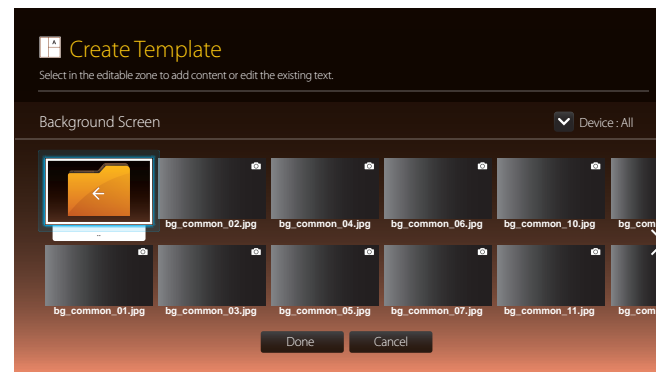 Create Template
Select in the editable zone to add content or edit the existing text.
Background Screen
Device : All
..
bg_common_02.jpg bg_common_04.jpg bg_common_06.jpg bg_common_10.jpg bg_com
bg_common_01.jpg bg_common_03.jpg bg_common_05.jpg bg_common_07.jpg bg_common_11.jpg bg_com
Done Cancel